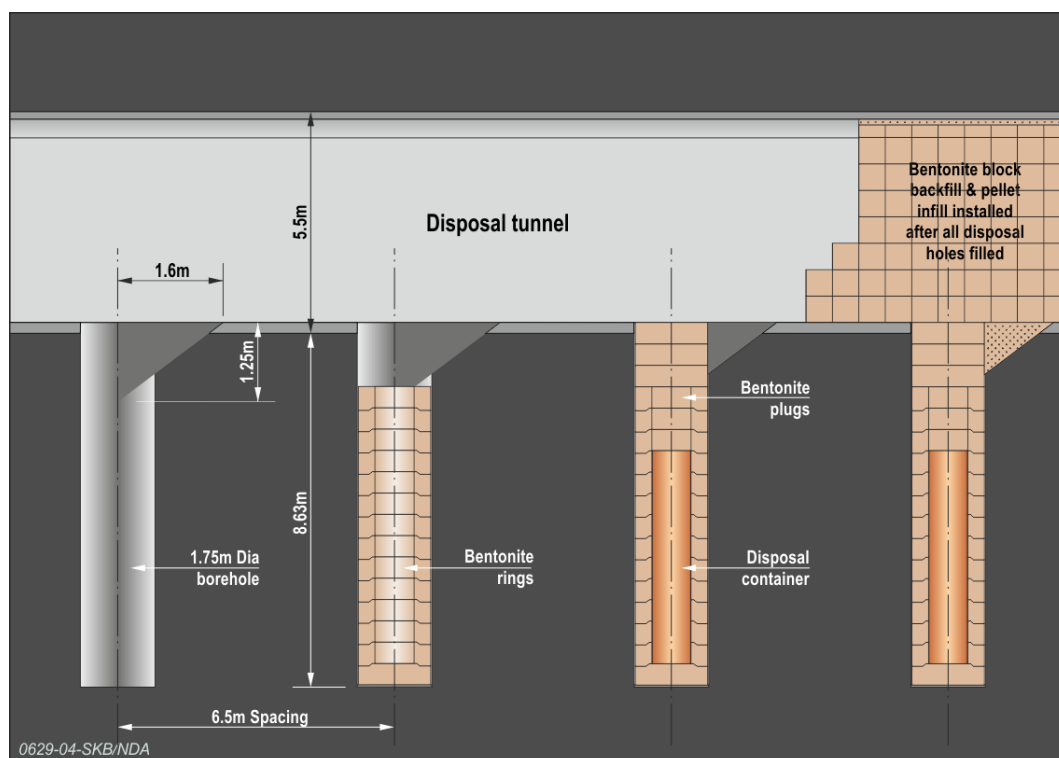 5.5m
Disposal tunnel
Bentonite block
backfill & pellet
infill installed
after all disposal
holes filled
1.6m
1.25m
Bentonite
plugs
8.63m
1.75m Dia
borehole
Bentonite
rings
Disposal
container
6.5m Spacing
0629-04-SKB/NDA